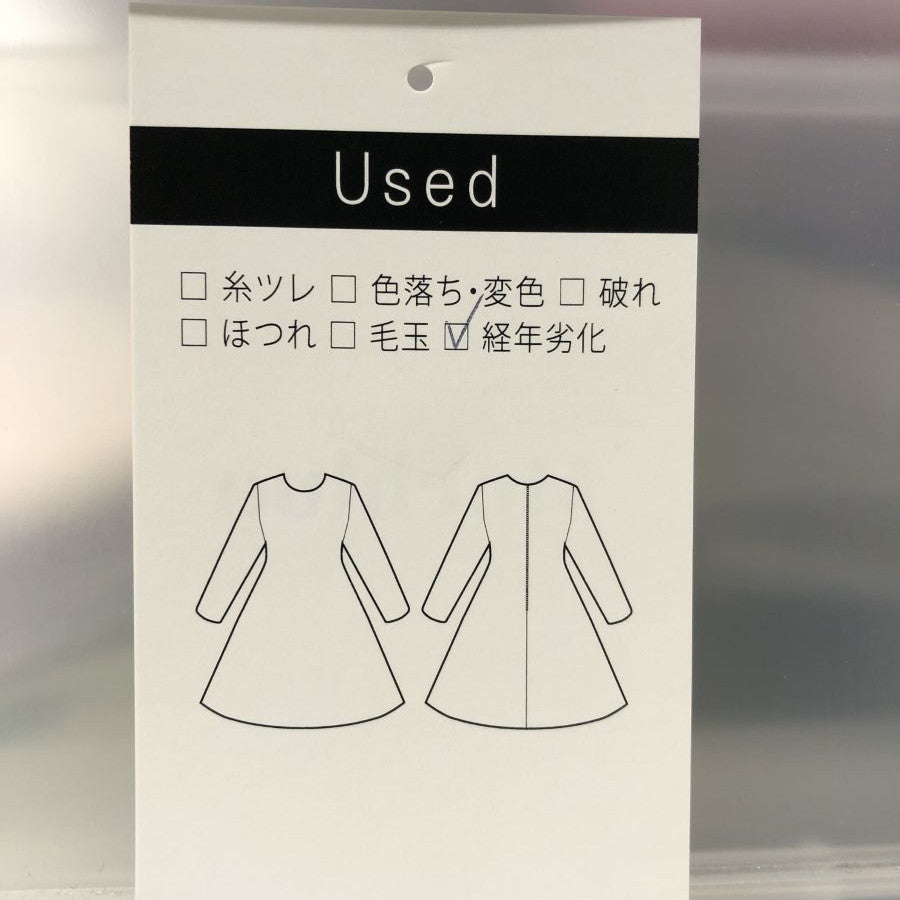 Used
□ 糸ツレ □ 色落ち・変色 □ 破れ
□ ほつれ □ 毛玉 ☑ 経年劣化